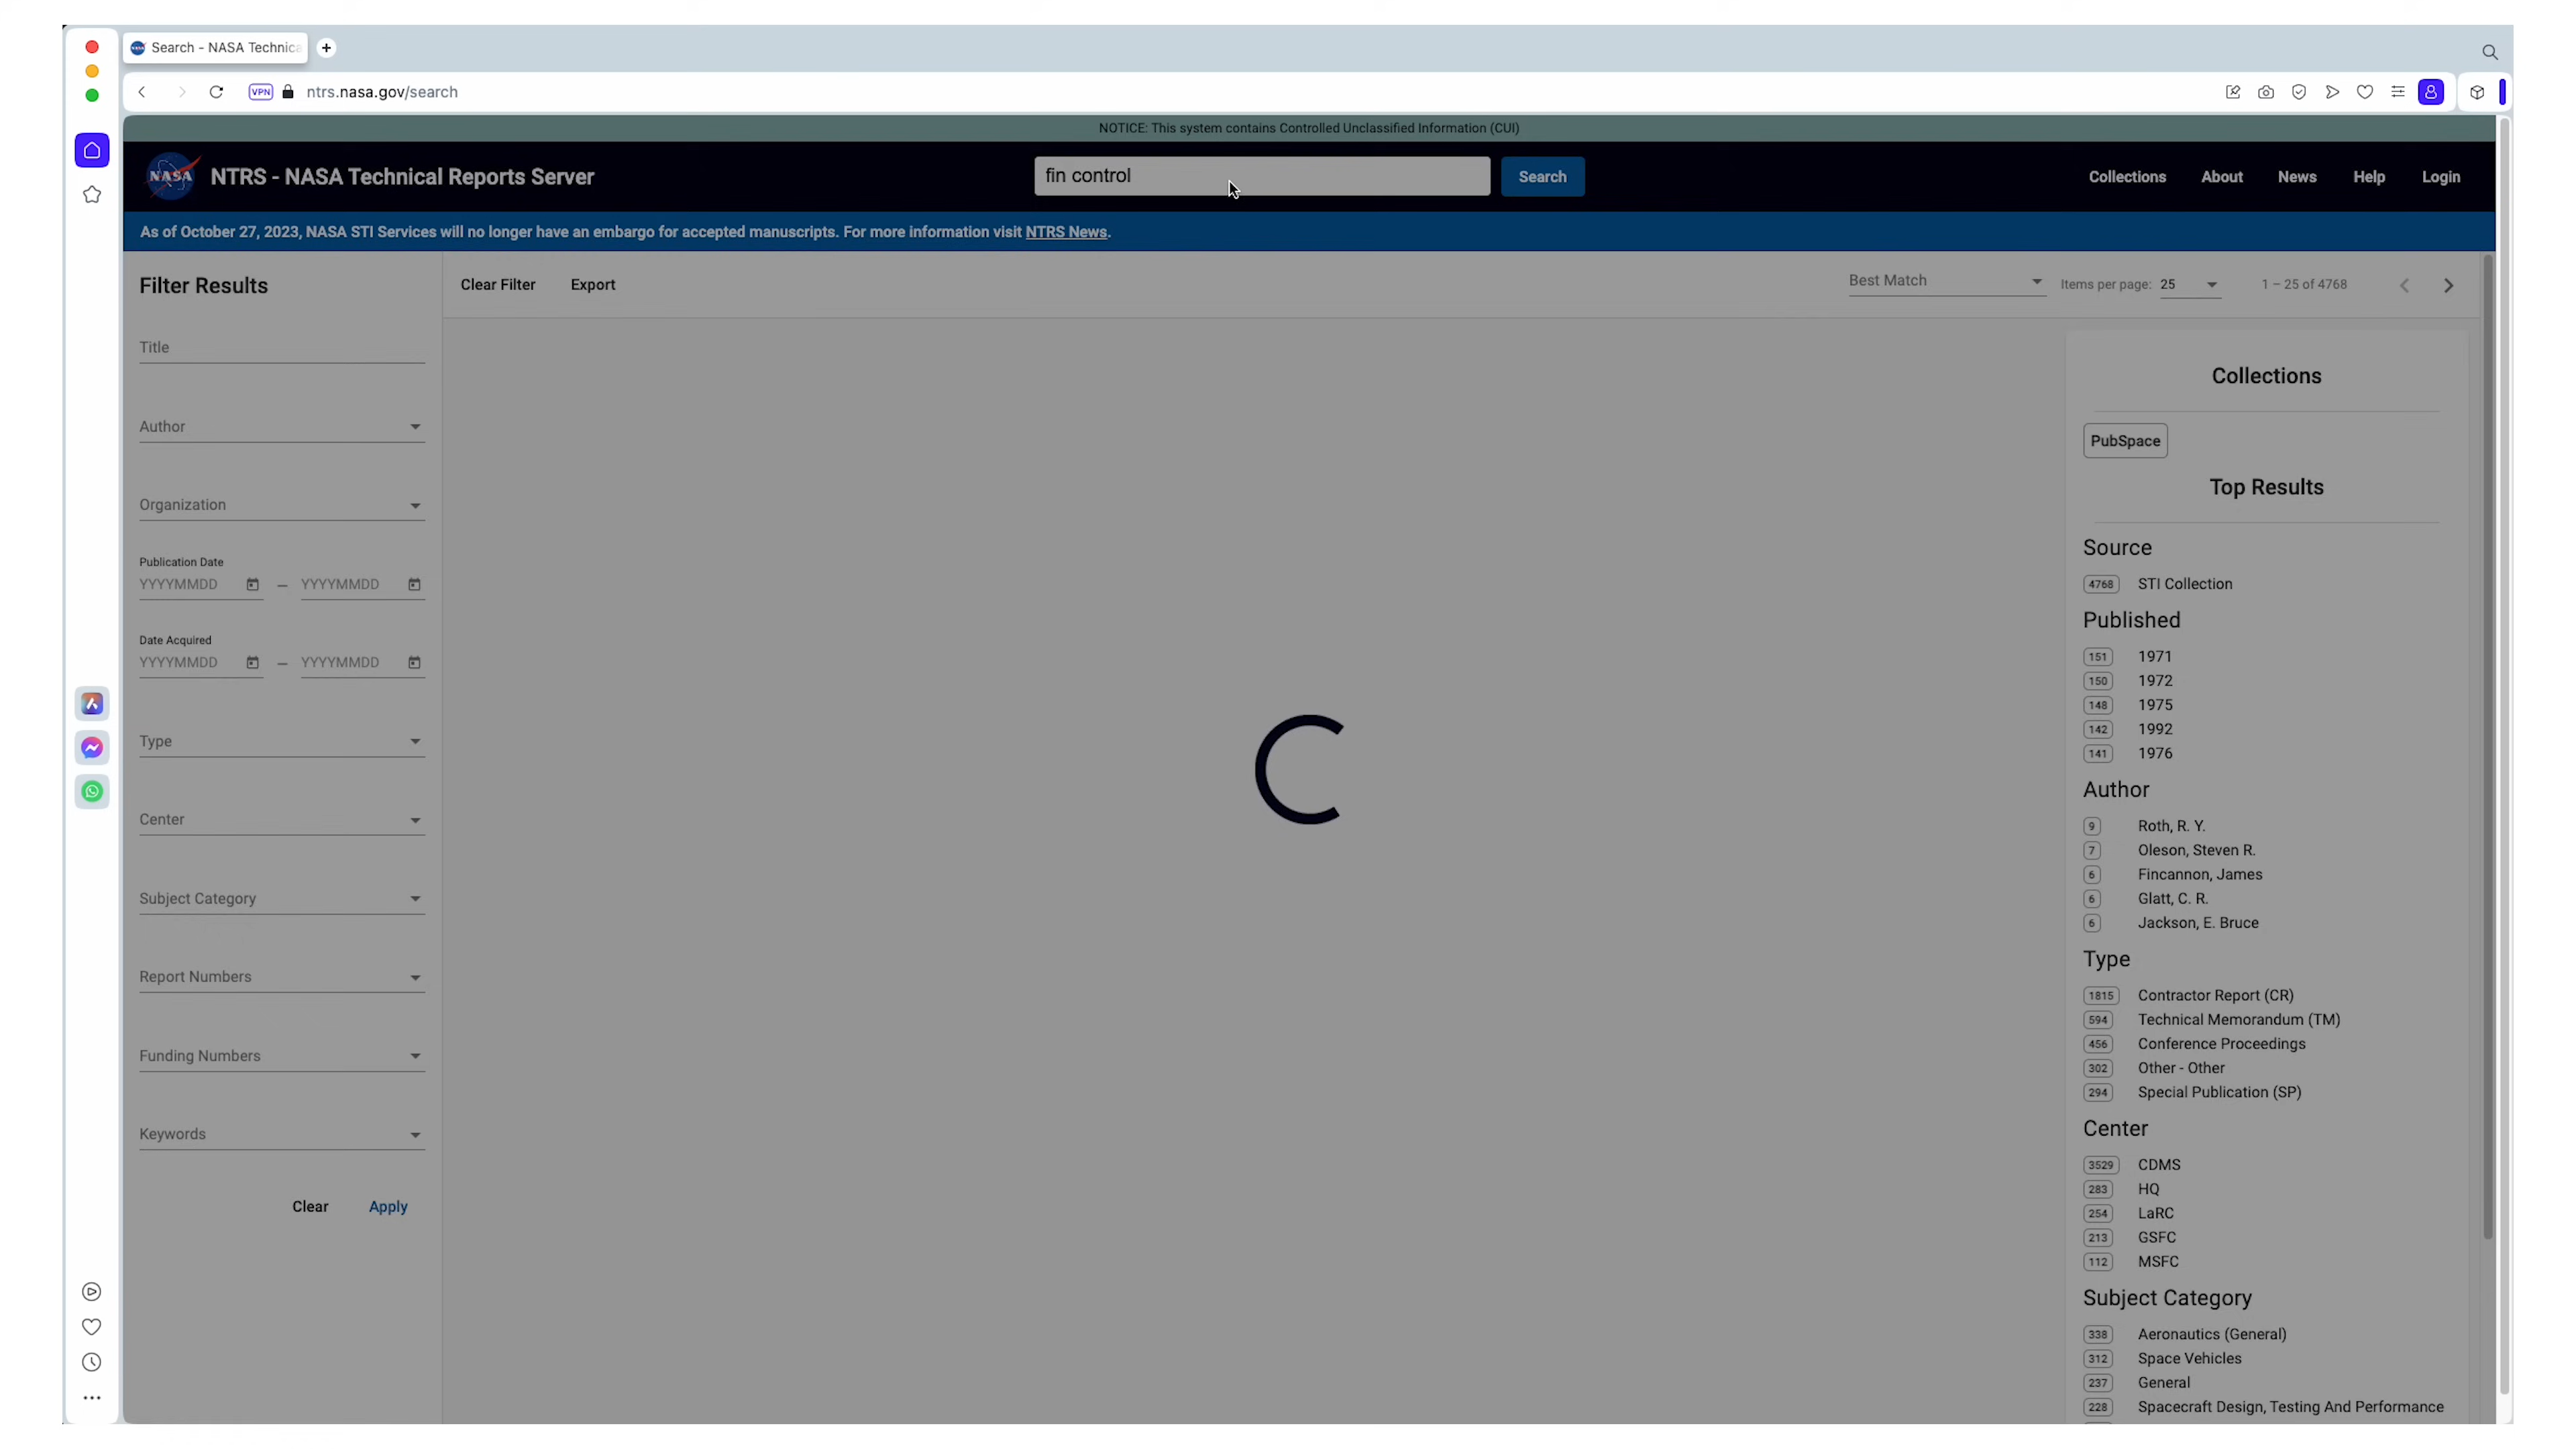 Search - NASA Technica
VPN
ntrs.nasa.gov/search
NOTICE: This system contains Controlled Unclassified Information (CUI)
NASA
NTRS - NASA Technical Reports Server
fin control
Search
Collections
About
News
Help
Login
As of October 27, 2023, NASA STI Services will no longer have an embargo for accepted manuscripts. For more information visit NTRS News.
Filter Results
Clear Filter
Export
Best Match
Items per page: 25
1 – 25 of 4768
Title
Author
Organization
Publication Date
YYYYMMDD – YYYYMMDD
Date Acquired
YYYYMMDD – YYYYMMDD
Type
Center
Subject Category
Report Numbers
Funding Numbers
Keywords
Clear
Apply
Collections
PubSpace
Top Results
Source
4768 STI Collection
Published
151 1971
150 1972
148 1975
142 1992
141 1976
Author
9 Roth, R. Y.
7 Oleson, Steven R.
6 Fincannon, James
6 Glatt, C. R.
6 Jackson, E. Bruce
Type
1815 Contractor Report (CR)
594 Technical Memorandum (TM)
456 Conference Proceedings
302 Other - Other
294 Special Publication (SP)
Center
3529 CDMS
283 HQ
254 LaRC
213 GSFC
112 MSFC
Subject Category
338 Aeronautics (General)
312 Space Vehicles
237 General
228 Spacecraft Design, Testing And Performance